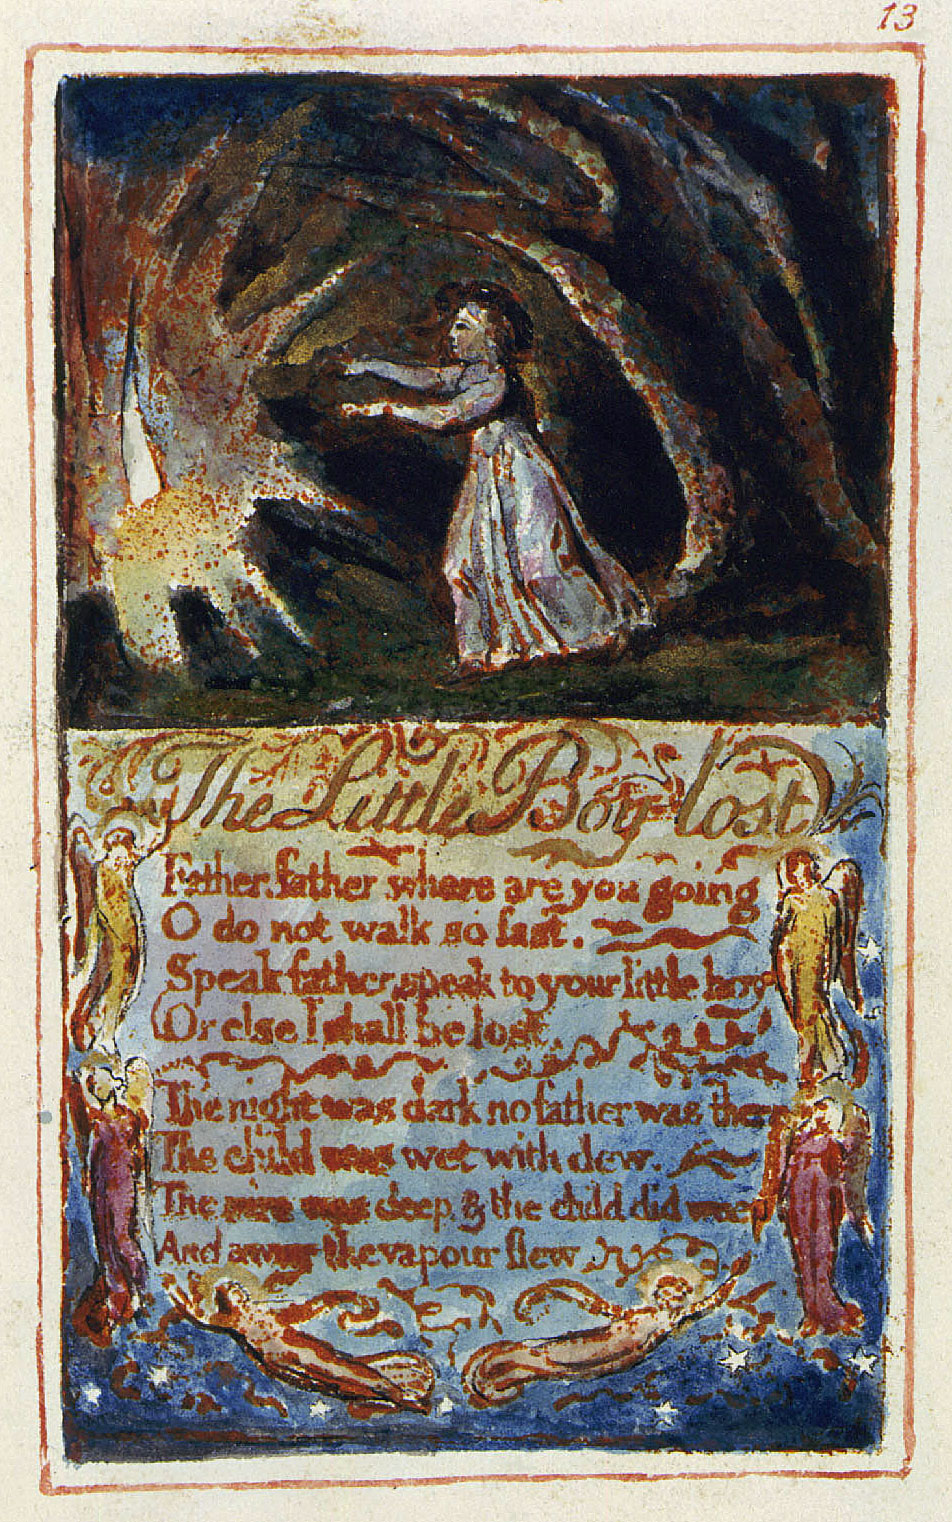 13
The Little Boy lost
Father, father where are you going
O do not walk so fast.
Speak father, speak to your little boy
Or else I shall be lost,
The night was dark no father was there
The child was wet with dew.
The mire was deep, & the child did weep
And away the vapour flew